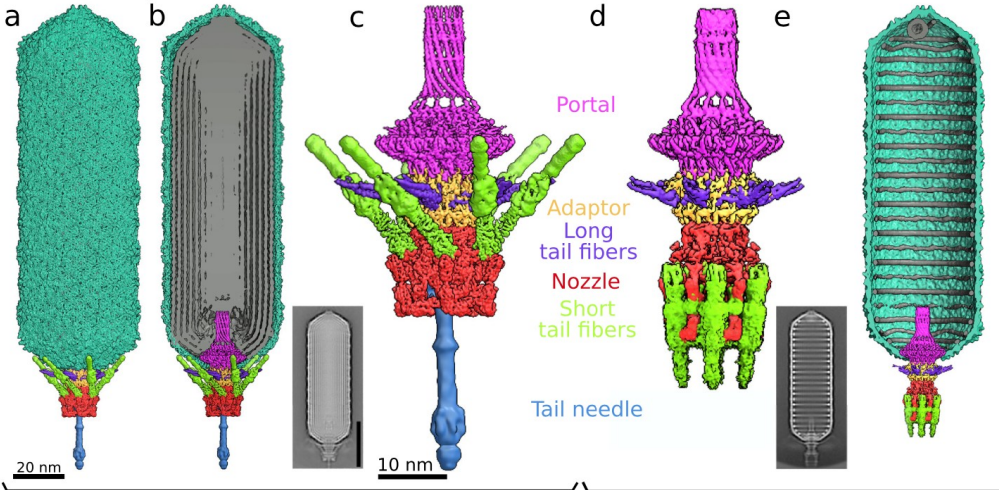 a
b
c
d
e
Portal
Adaptor
Long
tail fibers
Nozzle
Short
tail fibers
Tail needle
20 nm
10 nm